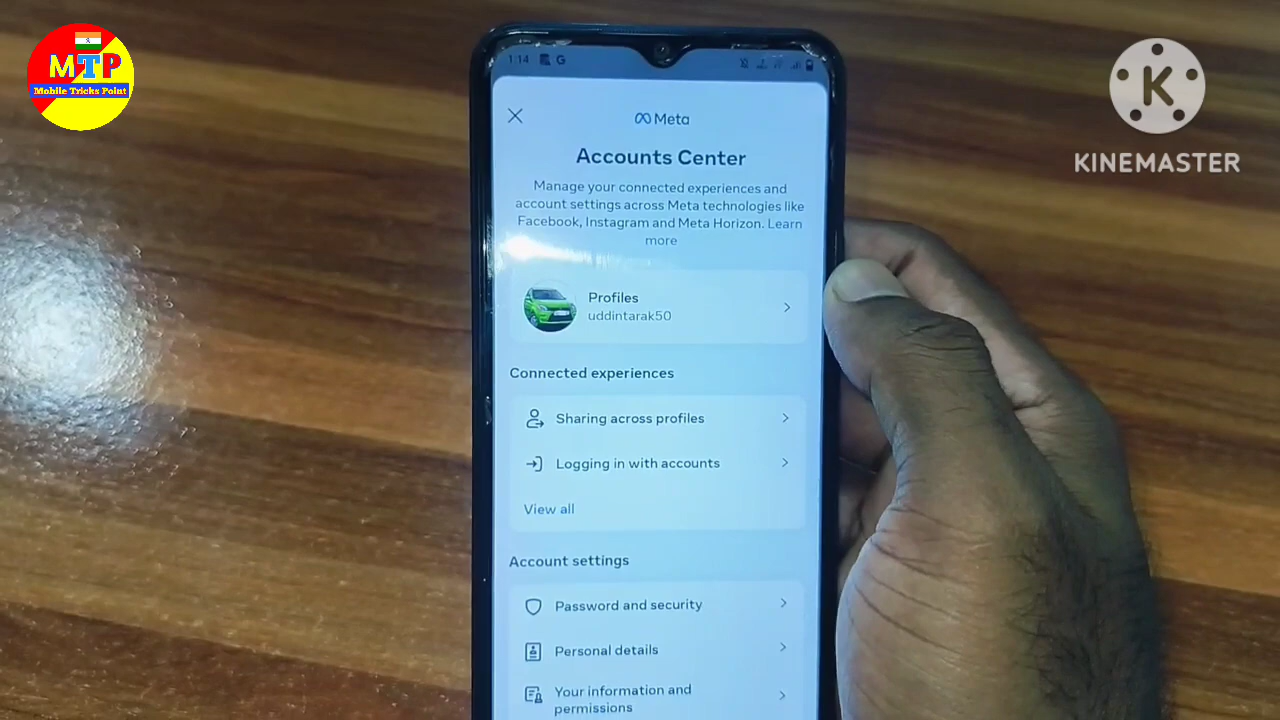 MTP
Mobile Tricks Point
K
KINEMASTER
1:14 G
Meta
Accounts Center
Manage your connected experiences and
account settings across Meta technologies like
Facebook, Instagram and Meta Horizon. Learn
more
Profiles
uddintarak50
Connected experiences
Sharing across profiles
Logging in with accounts
View all
Account settings
Password and security
Personal details
Your information and
permissions